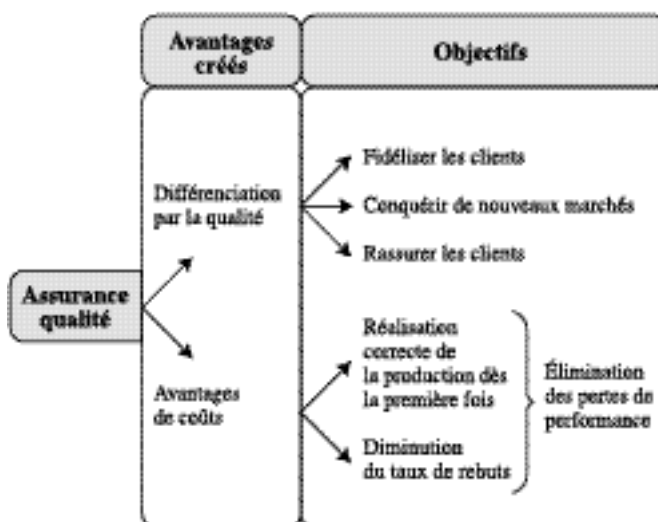 Avantages
créés
Objectifs
Fidéliser les clients
Différenciation
par la qualité
Conquérir de nouveaux marchés
Rassurer les clients
Assurance
qualité
Réalisation
correcte de
la production dès
la première fois
Élimination
des pertes de
performance
Avantages
de coûts
Diminution
du taux de rebuts